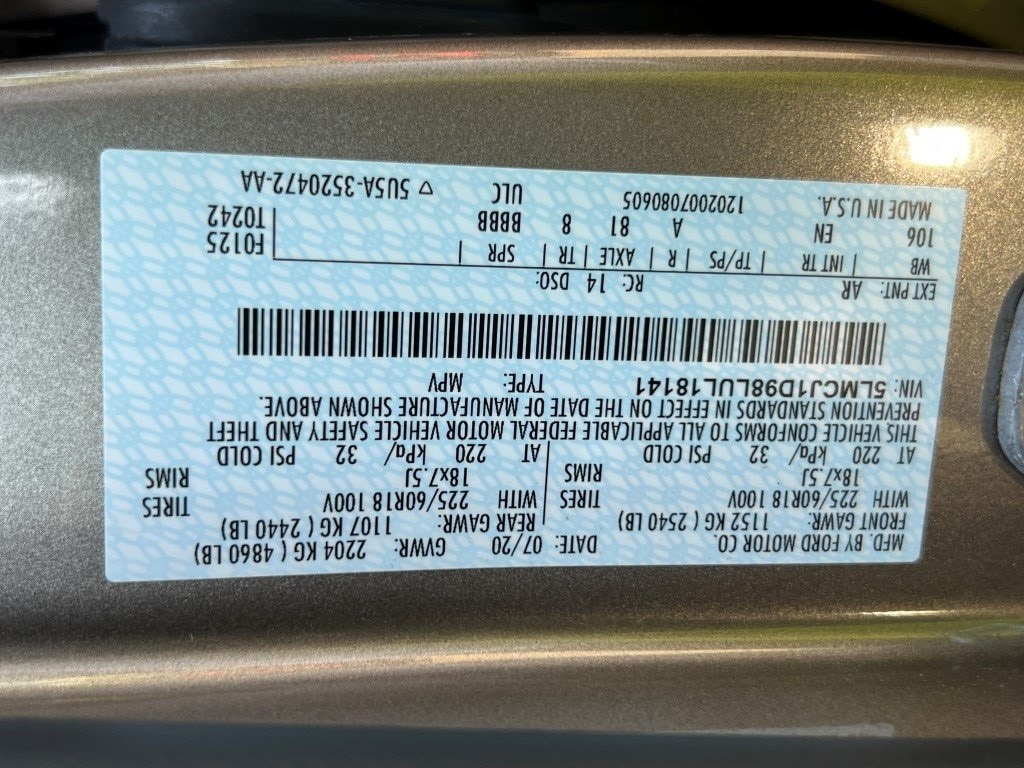 MFD. BY FORD MOTOR CO. DATE: 07/20 GVWR: 2204 KG ( 4860 LB)
FRONT GAWR: 1152 KG ( 2540 LB) REAR GAWR: 1107 KG ( 2440 LB)
WITH 225/60R18 100V TIRES WITH 225/60R18 100V TIRES
18x7.5J RIMS 18x7.5J RIMS
AT 220 kPa/ 32 PSI COLD AT 220 kPa/ 32 PSI COLD
THIS VEHICLE CONFORMS TO ALL APPLICABLE FEDERAL MOTOR VEHICLE SAFETY AND THEFT
PREVENTION STANDARDS IN EFFECT ON THE DATE OF MANUFACTURE SHOWN ABOVE.
VIN: 5LMCJ1D98LUL18141 TYPE: MPV
EXT PNT: AR RC: 14 DSO:
WB | INT TR | TP/PS | R | AXLE | TR | SPR | F0125
106 EN A 81 8 BBBB T0242
120200708060S ULC
MADE IN U.S.A. ▽ 5U5A-3520472-AA